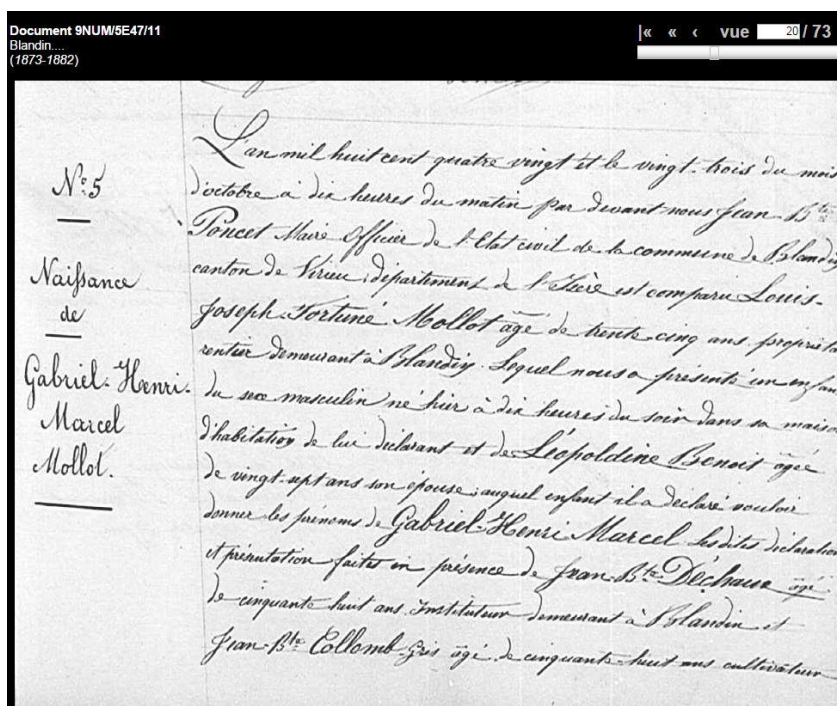 Document 9NUM/5E47/11
Blandin....
(1873-1882)
|« « ‹ vue 20 / 73
N.o 5
Naissance
de
Gabriel-Henri-
Marcel
Mollot.
L'an mil huit cent quatre vingt et le vingt-trois du mois
d'octobre à dix heures du matin par devant nous Jean-Bte
Poncet Maire Officier de l'Etat civil de la commune de Blandin
canton de Virieu, département de l'Isère est comparu Louis-
Joseph-Fortuné Mollot âgé de trente cinq ans, propriét
rentier demeurant à Blandin. Lequel nous a présenté un enfan
du sexe masculin né hier à dix heures du soir dans sa maison
d'habitation de lui déclarant et de Léopoldine Benoit âgée
de vingt-sept ans son épouse; auquel enfant il a déclaré vouloir
donner les prénoms de Gabriel-Henri-Marcel Lesdites déclaration
et présentation faites en présence de Jean-Bte Déchaux âgé
de cinquante huit ans Instituteur demeurant à Blandin et
Jean-Bte Collomb-Gris âgé de cinquante-huit ans cultivateur